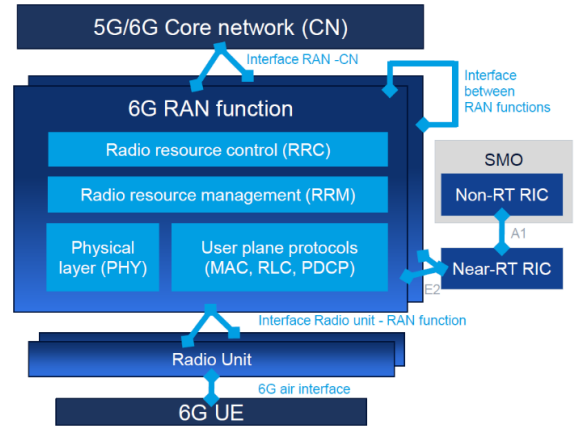 5G/6G Core network (CN)
Interface RAN -CN
Interface
between
RAN functions
6G RAN function
Radio resource control (RRC)
Radio resource management (RRM)
Physical
layer (PHY)
User plane protocols
(MAC, RLC, PDCP)
SMO
Non-RT RIC
A1
Near-RT RIC
E2
Interface Radio unit - RAN function
Radio Unit
6G air interface
6G UE